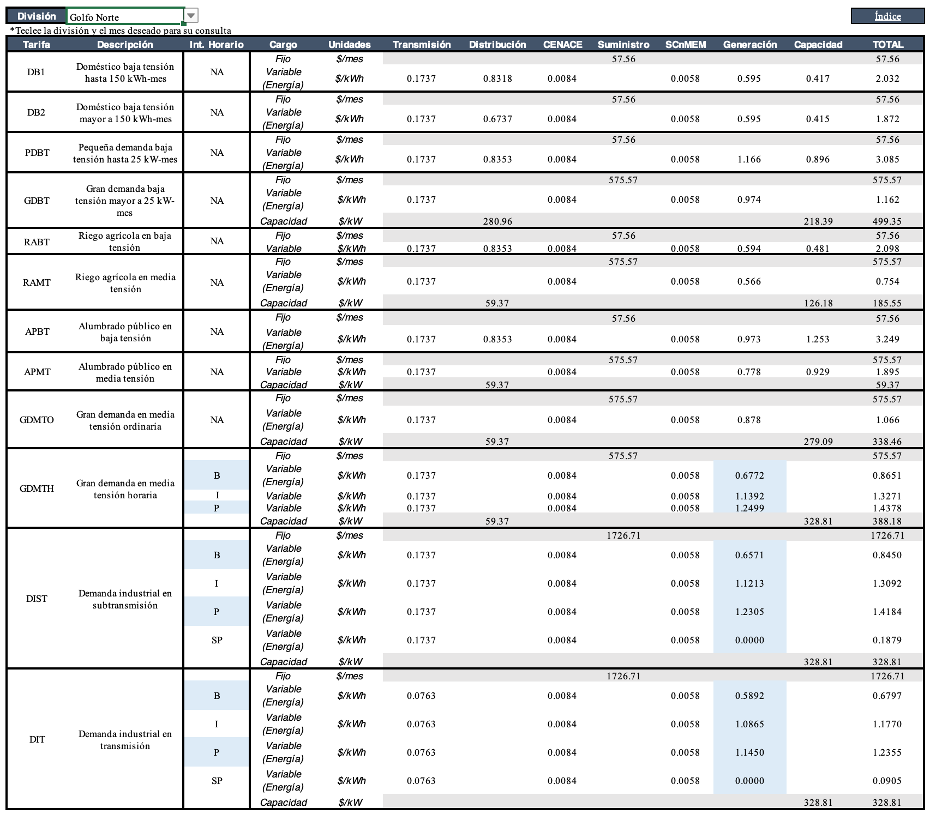 División Golfo Norte Índice
*Teclee la división y el mes deseado para su consulta
Tarifa Descripción Int. Horario Cargo Unidades Transmisión Distribución CENACE Suministro SCnMEM Generación Capacidad TOTAL
DB1 Doméstico baja tensión hasta 150 kWh-mes NA Fijo $/mes 57.56 57.56
Variable (Energía) $/kWh 0.1737 0.8318 0.0084 0.0058 0.595 0.417 2.032
DB2 Doméstico baja tensión mayor a 150 kWh-mes NA Fijo $/mes 57.56 57.56
Variable (Energía) $/kWh 0.1737 0.6737 0.0084 0.0058 0.595 0.415 1.872
PDBT Pequeña demanda baja tensión hasta 25 kW-mes NA Fijo $/mes 57.56 57.56
Variable (Energía) $/kWh 0.1737 0.8353 0.0084 0.0058 1.166 0.896 3.085
GDBT Gran demanda baja tensión mayor a 25 kW-mes NA Fijo $/mes 575.57 575.57
Variable (Energía) $/kWh 0.1737 0.0084 0.0058 0.974 1.162
Capacidad $/kW 280.96 218.39 499.35
RABT Riego agrícola en baja tensión NA Fijo $/mes 57.56 57.56
Variable $/kWh 0.1737 0.8353 0.0084 0.0058 0.594 0.481 2.098
RAMT Riego agrícola en media tensión NA Fijo $/mes 575.57 575.57
Variable (Energía) $/kWh 0.1737 0.0084 0.0058 0.566 0.754
Capacidad $/kW 59.37 126.18 185.55
APBT Alumbrado público en baja tensión NA Fijo $/mes 57.56 57.56
Variable (Energía) $/kWh 0.1737 0.8353 0.0084 0.0058 0.973 1.253 3.249
APMT Alumbrado público en media tensión NA Fijo $/mes 575.57 575.57
Variable $/kWh 0.1737 0.0084 0.0058 0.778 0.929 1.895
Capacidad $/kW 59.37 59.37
GDMTO Gran demanda en media tensión ordinaria NA Fijo $/mes 575.57 575.57
Variable (Energía) $/kWh 0.1737 0.0084 0.0058 0.878 1.066
Capacidad $/kW 59.37 279.09 338.46
GDMTH Gran demanda en media tensión horaria Fijo $/mes 575.57 575.57
B Variable (Energía) $/kWh 0.1737 0.0084 0.0058 0.6772 0.8651
I Variable $/kWh 0.1737 0.0084 0.0058 1.1392 1.3271
P Variable $/kWh 0.1737 0.0084 0.0058 1.2499 1.4378
Capacidad $/kW 59.37 328.81 388.18
DIST Demanda industrial en subtransmisión Fijo $/mes 1726.71 1726.71
B Variable (Energía) $/kWh 0.1737 0.0084 0.0058 0.6571 0.8450
I Variable (Energía) $/kWh 0.1737 0.0084 0.0058 1.1213 1.3092
P Variable (Energía) $/kWh 0.1737 0.0084 0.0058 1.2305 1.4184
SP Variable (Energía) $/kWh 0.1737 0.0084 0.0058 0.0000 0.1879
Capacidad $/kW 328.81 328.81
DIT Demanda industrial en transmisión Fijo $/mes 1726.71 1726.71
B Variable (Energía) $/kWh 0.0763 0.0084 0.0058 0.5892 0.6797
I Variable (Energía) $/kWh 0.0763 0.0084 0.0058 1.0865 1.1770
P Variable (Energía) $/kWh 0.0763 0.0084 0.0058 1.1450 1.2355
SP Variable (Energía) $/kWh 0.0763 0.0084 0.0058 0.0000 0.0905
Capacidad $/kW 328.81 328.81